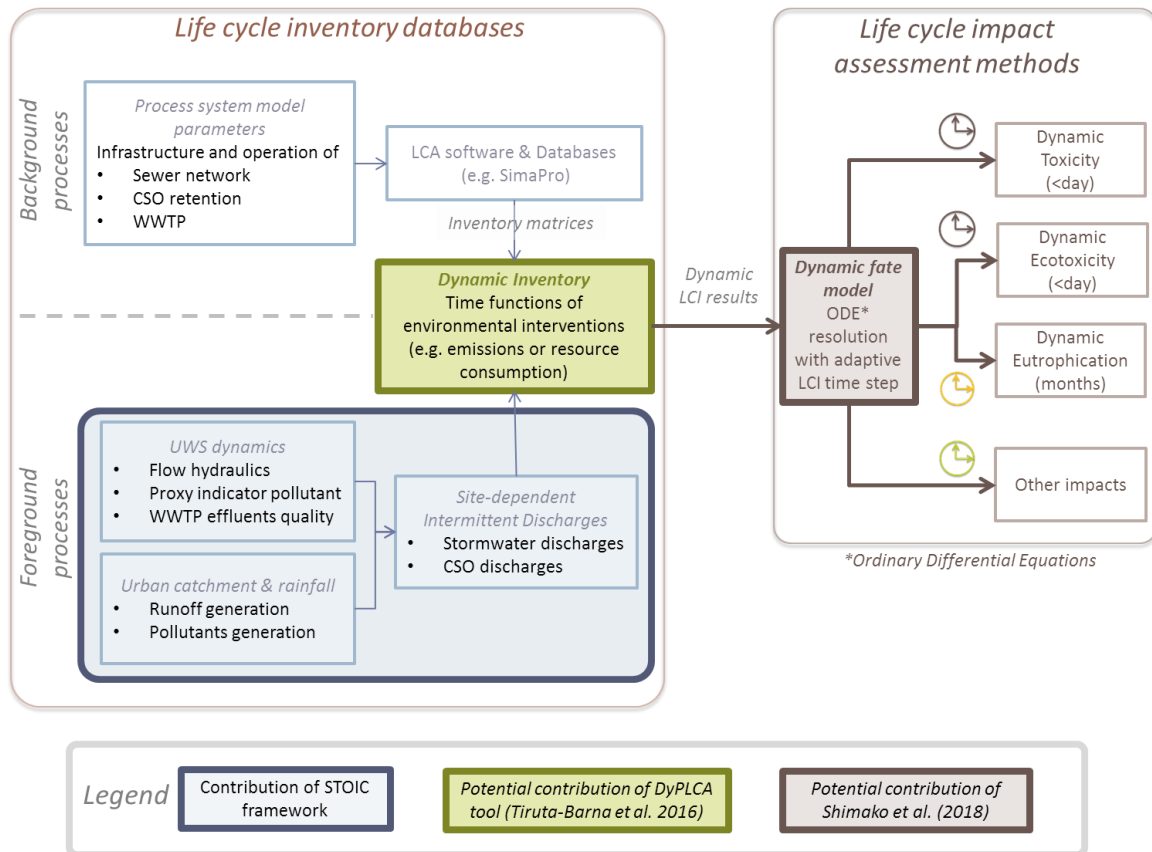 Life cycle inventory databases
Background
processes
Process system model
parameters
Infrastructure and operation of
• Sewer network
• CSO retention
• WWTP
LCA software & Databases
(e.g. SimaPro)
Inventory matrices
Dynamic Inventory
Time functions of
environmental interventions
(e.g. emissions or resource
consumption)
Foreground
processes
UWS dynamics
• Flow hydraulics
• Proxy indicator pollutant
• WWTP effluents quality
Urban catchment & rainfall
• Runoff generation
• Pollutants generation
Site-dependent
Intermittent Discharges
• Stormwater discharges
• CSO discharges
Dynamic
LCI results
Life cycle impact
assessment methods
Dynamic fate
model
ODE*
resolution
with adaptive
LCI time step
Dynamic
Toxicity
(<day)
Dynamic
Ecotoxicity
(<day)
Dynamic
Eutrophication
(months)
Other impacts
*Ordinary Differential Equations
Legend
Contribution of STOIC
framework
Potential contribution of DyPLCA
tool (Tiruta-Barna et al. 2016)
Potential contribution of
Shimako et al. (2018)